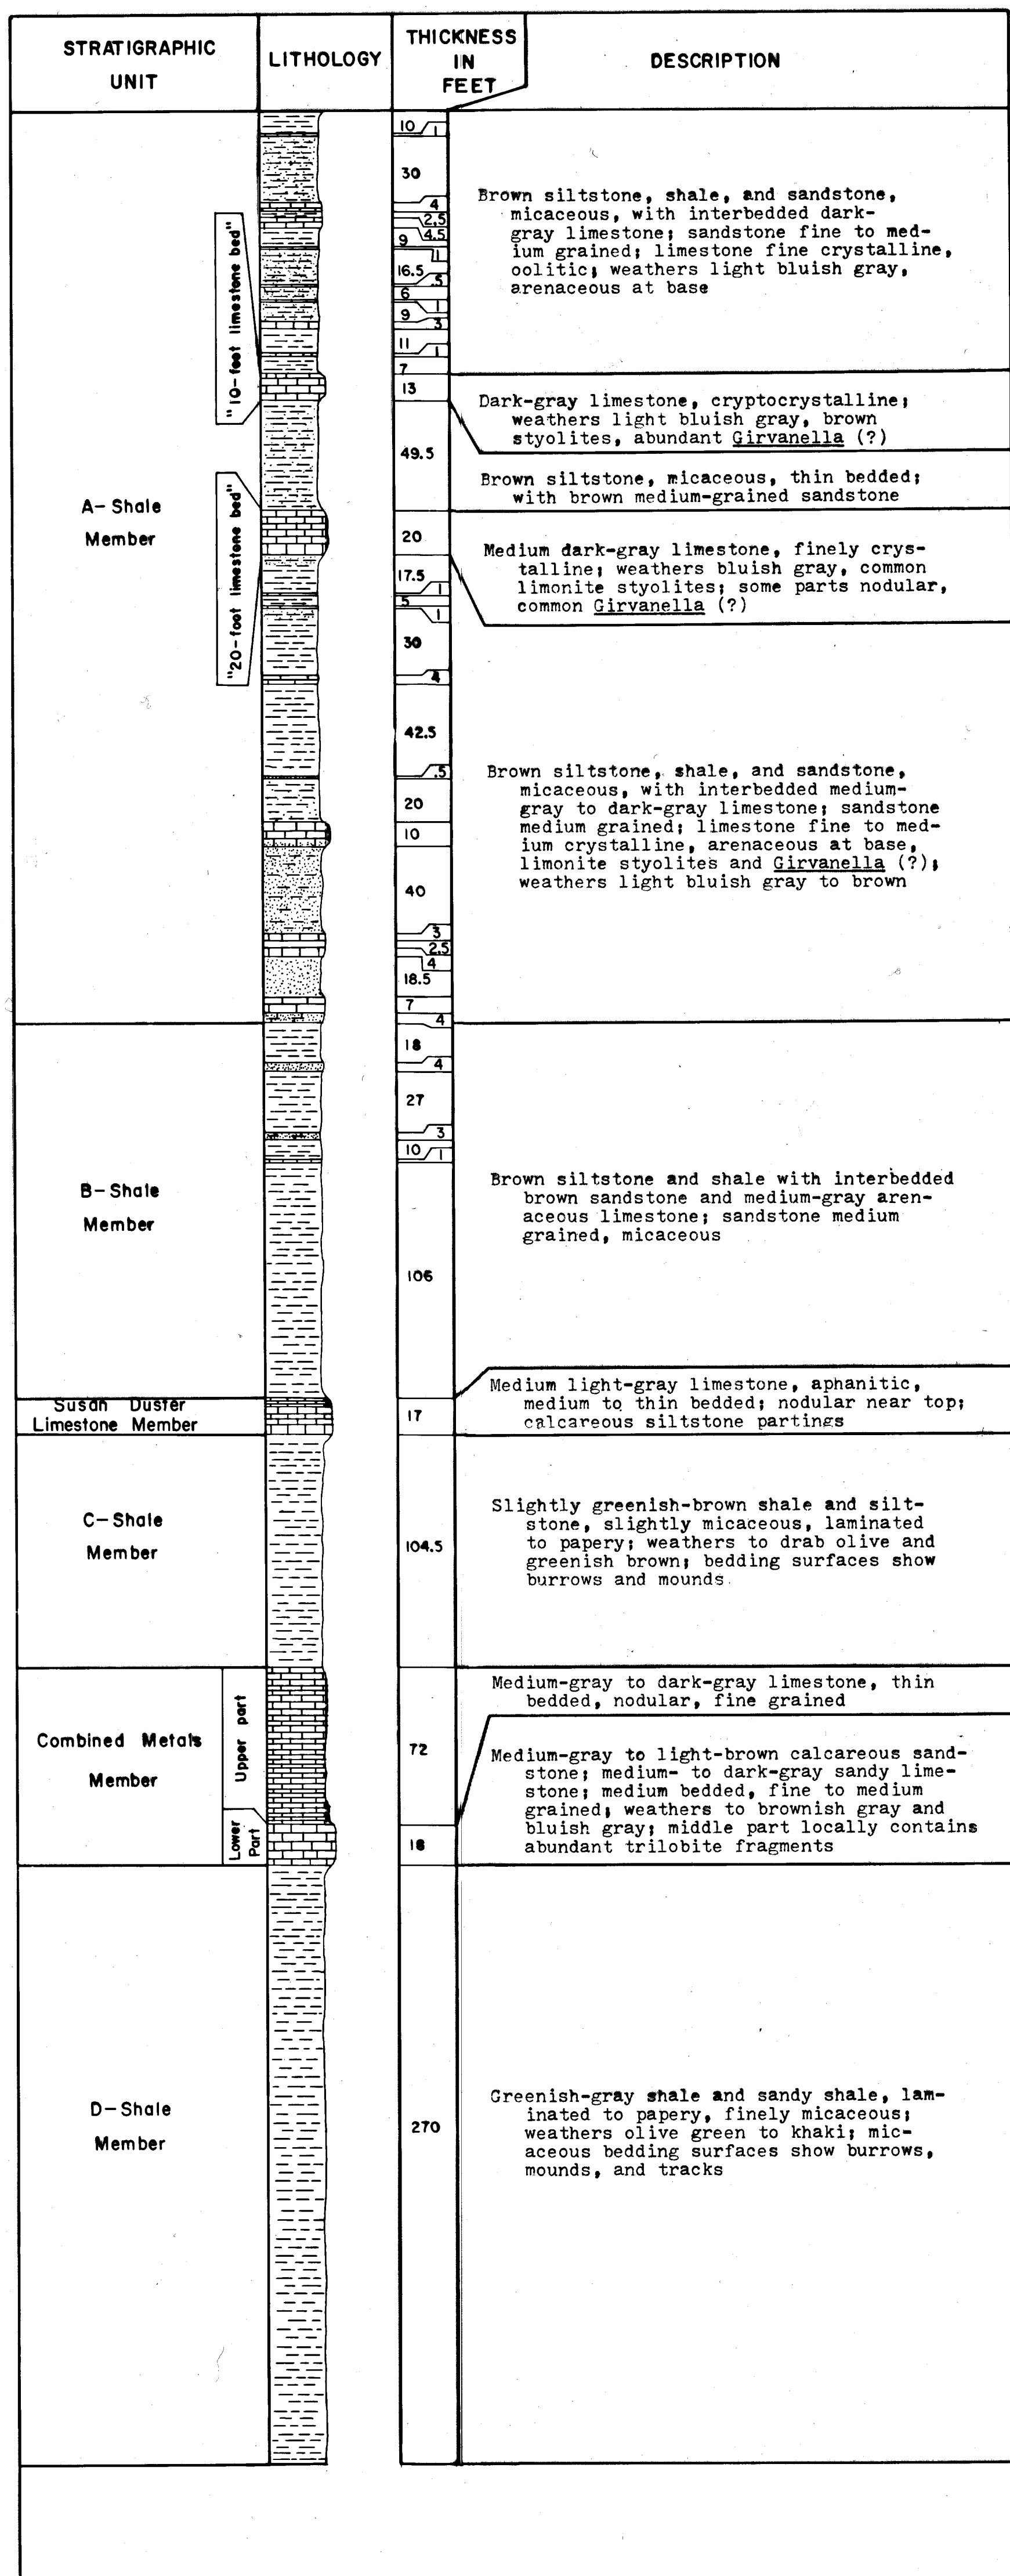 STRATIGRAPHIC
UNIT
LITHOLOGY
THICKNESS
IN
FEET
DESCRIPTION
A-Shale
Member
"10-foot limestone bed"
"20-foot limestone bed"
10
1
30
4
2.5
4.5
9
1
16.5
.5
6
1
9
3
11
1
7
13
49.5
20
17.5
1
5
1
30
4
42.5
.5
20
10
40
3
2.5
4
18.5
7
4
Brown siltstone, shale, and sandstone,
micaceous, with interbedded dark-
gray limestone; sandstone fine to med-
ium grained; limestone fine crystalline,
oolitic; weathers light bluish gray,
arenaceous at base
Dark-gray limestone, cryptocrystalline;
weathers light bluish gray, brown
styolites, abundant Girvanella (?)
Brown siltstone, micaceous, thin bedded;
with brown medium-grained sandstone
Medium dark-gray limestone, finely crys-
talline; weathers bluish gray, common
limonite styolites; some parts nodular,
common Girvanella (?)
Brown siltstone, shale, and sandstone,
micaceous, with interbedded medium-
gray to dark-gray limestone; sandstone
medium grained; limestone fine to med-
ium crystalline, arenaceous at base,
limonite styolites and Girvanella (?);
weathers light bluish gray to brown
B-Shale
Member
18
4
27
3
10
1
106
Brown siltstone and shale with interbedded
brown sandstone and medium-gray aren-
aceous limestone; sandstone medium
grained, micaceous
Susan Duster
Limestone Member
17
Medium light-gray limestone, aphanitic,
medium to thin bedded; nodular near top;
calcareous siltstone partings
C-Shale
Member
104.5
Slightly greenish-brown shale and silt-
stone, slightly micaceous, laminated
to papery; weathers to drab olive and
greenish brown; bedding surfaces show
burrows and mounds.
Combined Metals
Member
Upper part
Lower
Part
72
18
Medium-gray to dark-gray limestone, thin
bedded, nodular, fine grained
Medium-gray to light-brown calcareous sand-
stone; medium- to dark-gray sandy lime-
stone; medium bedded, fine to medium
grained; weathers to brownish gray and
bluish gray; middle part locally contains
abundant trilobite fragments
D-Shale
Member
270
Greenish-gray shale and sandy shale, lam-
inated to papery, finely micaceous;
weathers olive green to khaki; mic-
aceous bedding surfaces show burrows,
mounds, and tracks